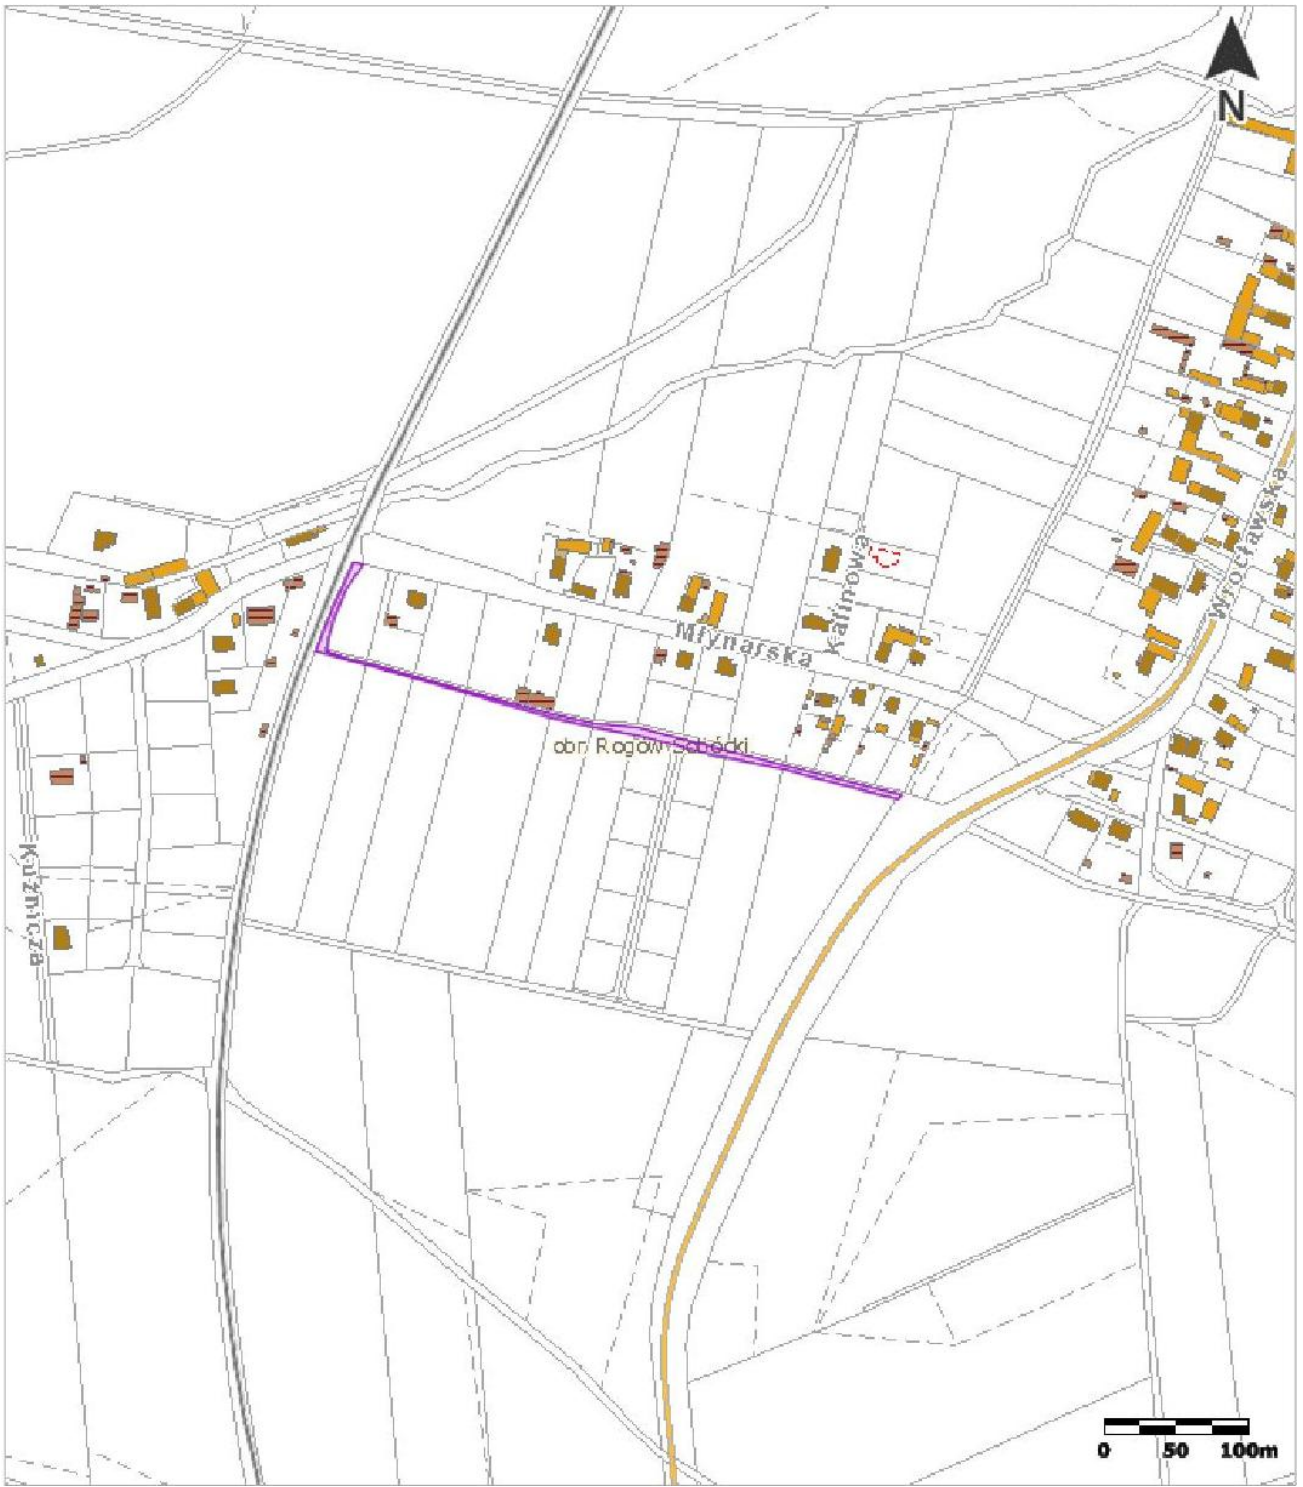 N
Wrocławska
Kalinowa
Młynarska
obr. Rogów Sobócki
Kuźnicza
0 50 100m